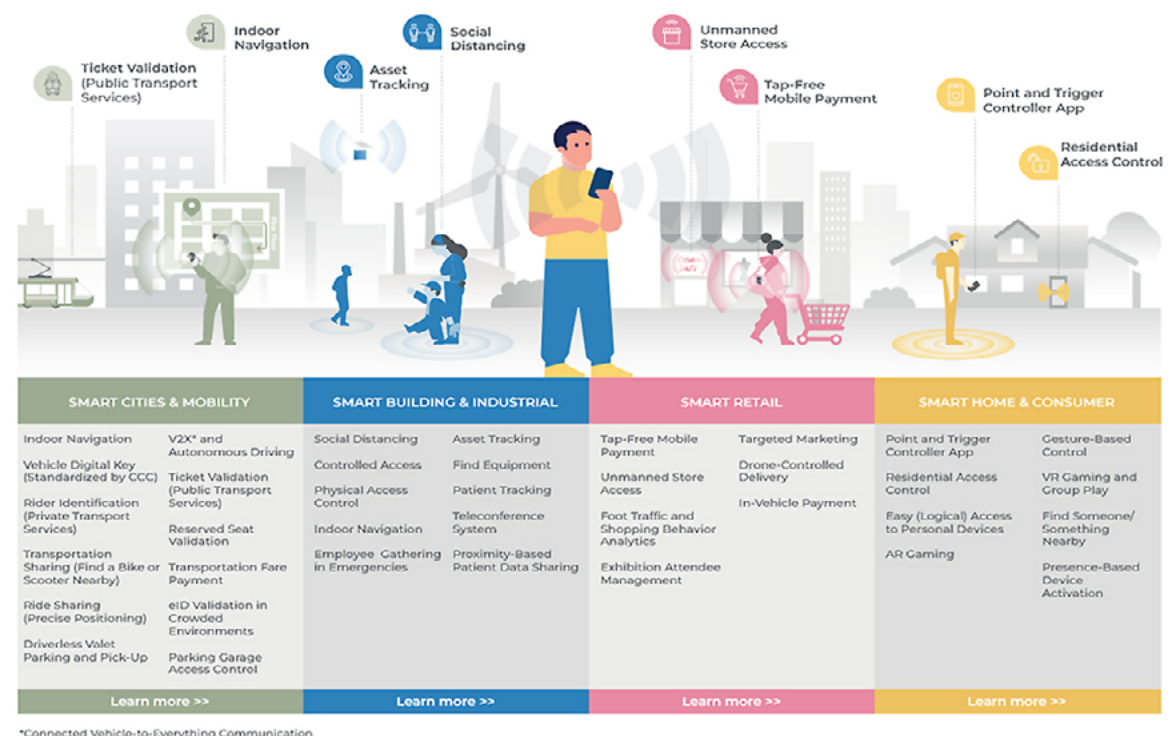 Indoor
Navigation
Social
Distancing
Unmanned
Store Access
Ticket Validation
(Public Transport
Services)
Asset
Tracking
Tap-Free
Mobile Payment
Point and Trigger
Controller App
Residential
Access Control
SMART CITIES & MOBILITY
Indoor Navigation
Vehicle Digital Key
(Standardized by CCC)
Rider Identification
(Private Transport
Services)
Transportation
Sharing (Find a Bike or
Scooter Nearby)
Ride Sharing
(Precise Positioning)
Driverless Valet
Parking and Pick-Up
V2X* and
Autonomous Driving
Ticket Validation
(Public Transport
Services)
Reserved Seat
Validation
Transportation Fare
Payment
eID Validation in
Crowded
Environments
Parking Garage
Access Control
Learn more >>
SMART BUILDING & INDUSTRIAL
Social Distancing
Controlled Access
Physical Access
Control
Indoor Navigation
Employee Gathering
in Emergencies
Asset Tracking
Find Equipment
Patient Tracking
Teleconference
System
Proximity-Based
Patient Data Sharing
Learn more >>
SMART RETAIL
Tap-Free Mobile
Payment
Unmanned Store
Access
Foot Traffic and
Shopping Behavior
Analytics
Exhibition Attendee
Management
Targeted Marketing
Drone-Controlled
Delivery
In-Vehicle Payment
Learn more >>
SMART HOME & CONSUMER
Point and Trigger
Controller App
Residential Access
Control
Easy (Logical) Access
to Personal Devices
AR Gaming
Gesture-Based
Control
VR Gaming and
Group Play
Find Someone/
Something
Nearby
Presence-Based
Device
Activation
Learn more >>
*Connected Vehicle-to-Everything Communication